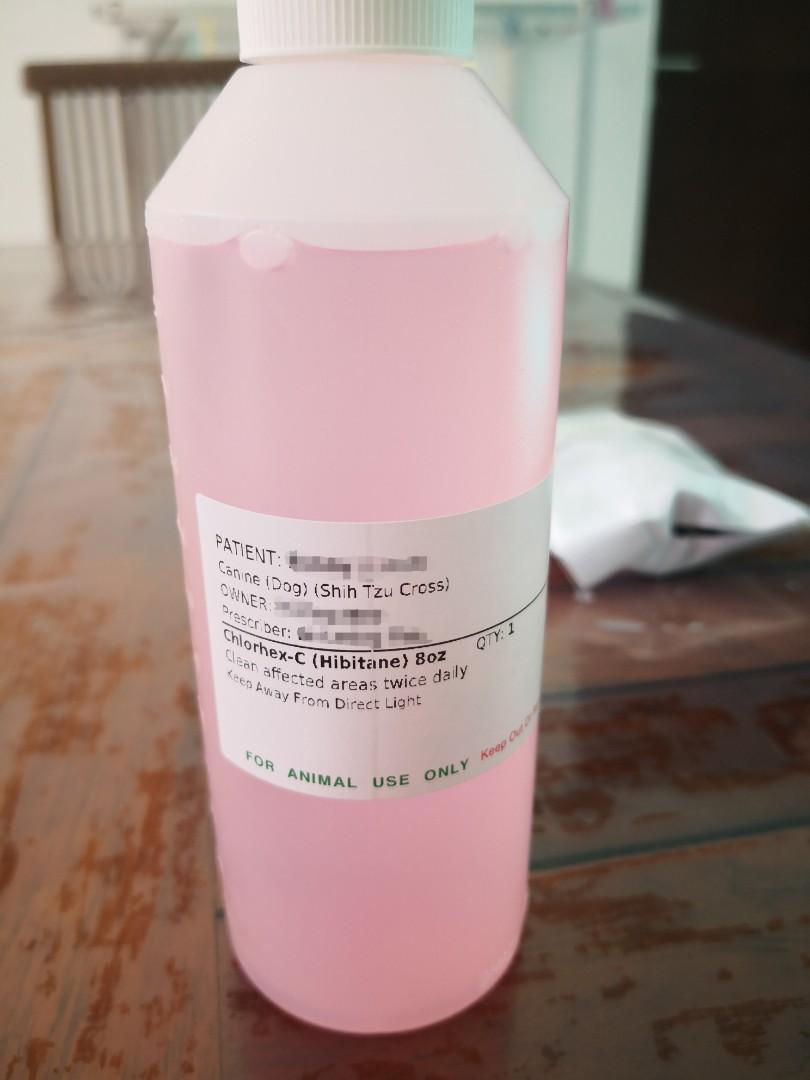 PATIENT:
Canine (Dog) (Shih Tzu Cross)
OWNER:
Prescriber:
Chlorhex-C (Hibitane) 8oz QTY: 1
Clean affected areas twice daily
Keep Away From Direct Light
FOR ANIMAL USE ONLY Keep Out Of